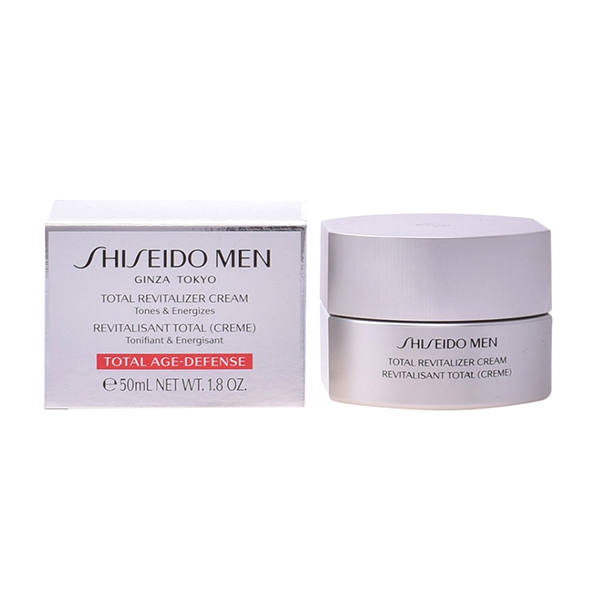 SHISEIDO MEN
GINZA TOKYO
TOTAL REVITALIZER CREAM
Tones & Energizes
REVITALISANT TOTAL (CREME)
Tonifiant & Energisant
TOTAL AGE-DEFENSE
℮50mL NET WT. 1.8 OZ.
SHISEIDO MEN
TOTAL REVITALIZER CREAM
REVITALISANT TOTAL (CREME)